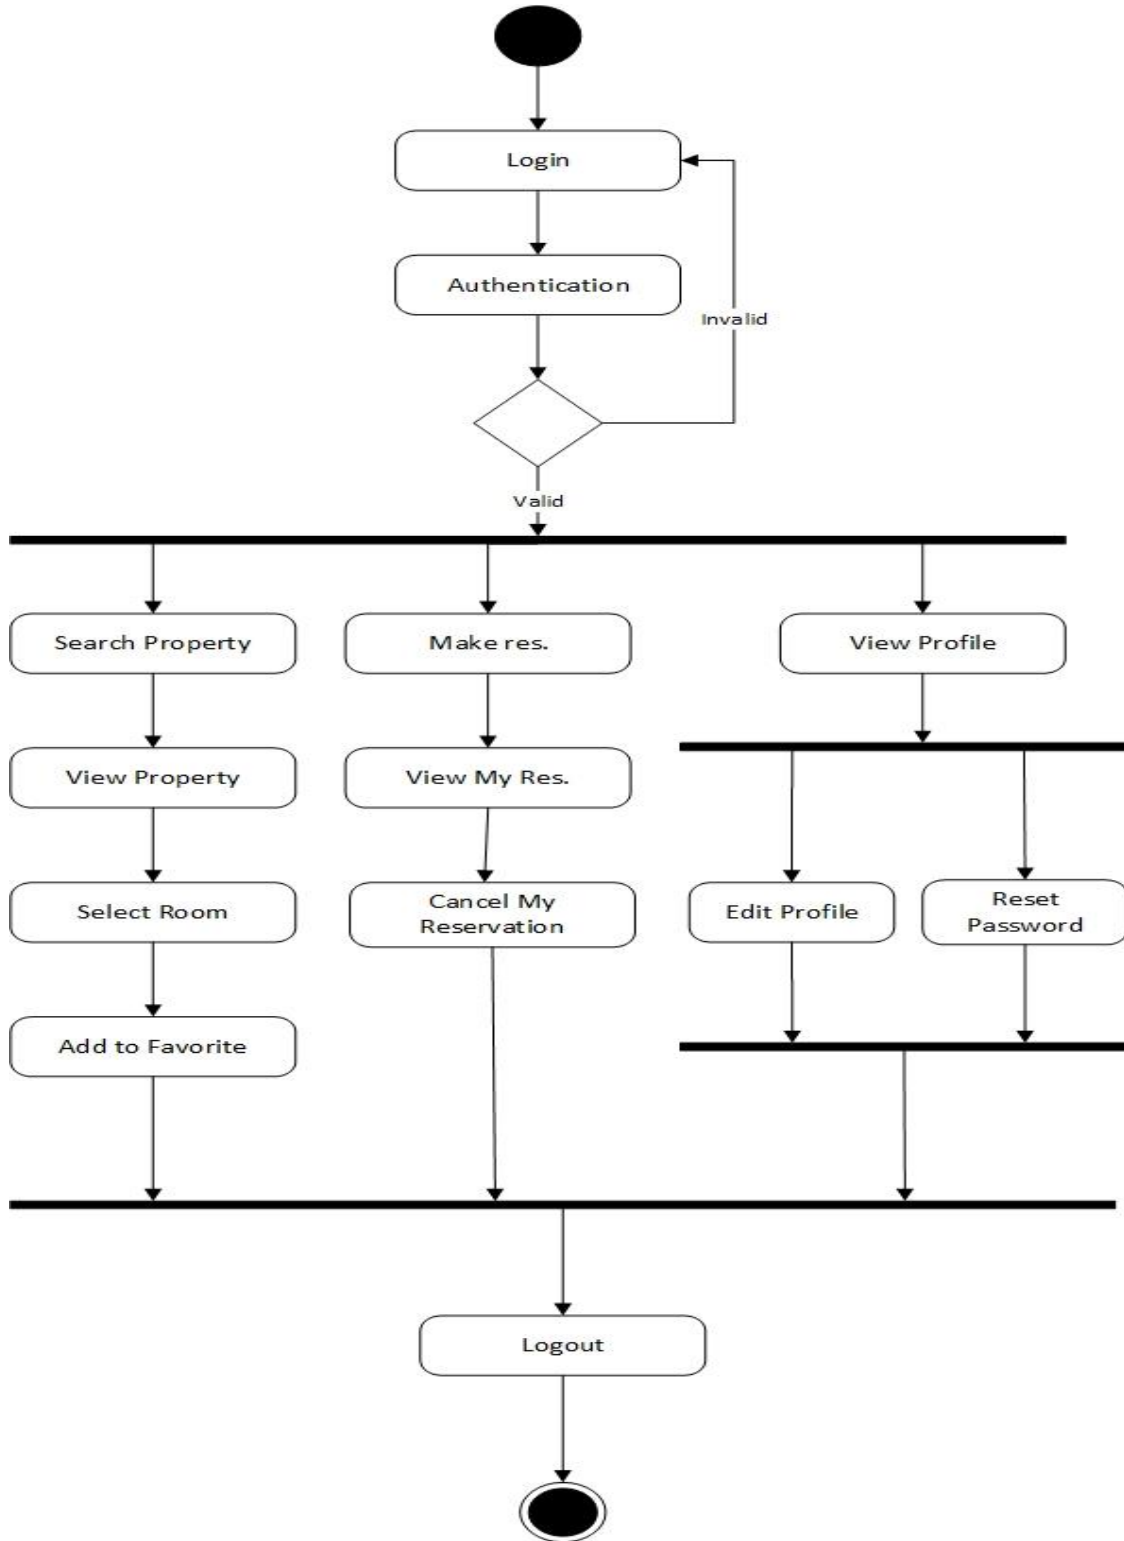 Login
Authentication
Invalid
Valid
Search Property
Make res.
View Profile
View Property
View My Res.
Select Room
Cancel My
Reservation
Edit Profile
Reset
Password
Add to Favorite
Logout